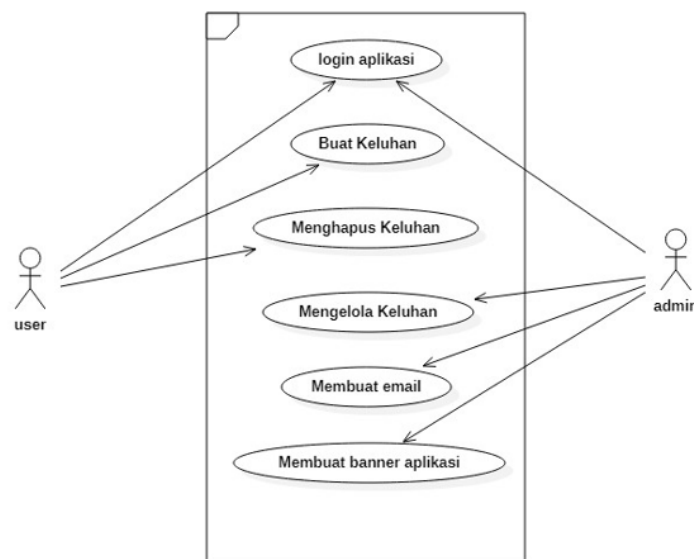 login aplikasi
Buat Keluhan
Menghapus Keluhan
user
admin
Mengelola Keluhan
Membuat email
Membuat banner aplikasi